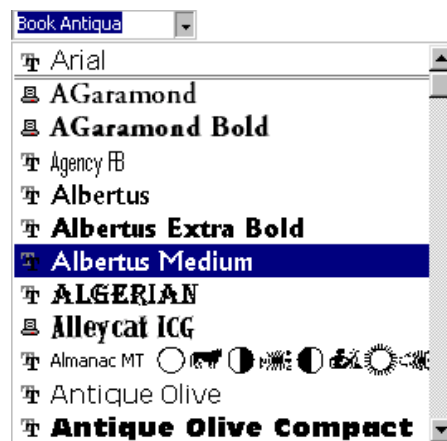 Book Antiqua
Arial
AGaramond
AGaramond Bold
Agency FB
Albertus
Albertus Extra Bold
Albertus Medium
ALGERIAN
Alleycat ICG
Almanac MT
Antique Olive
Antique Olive Compact